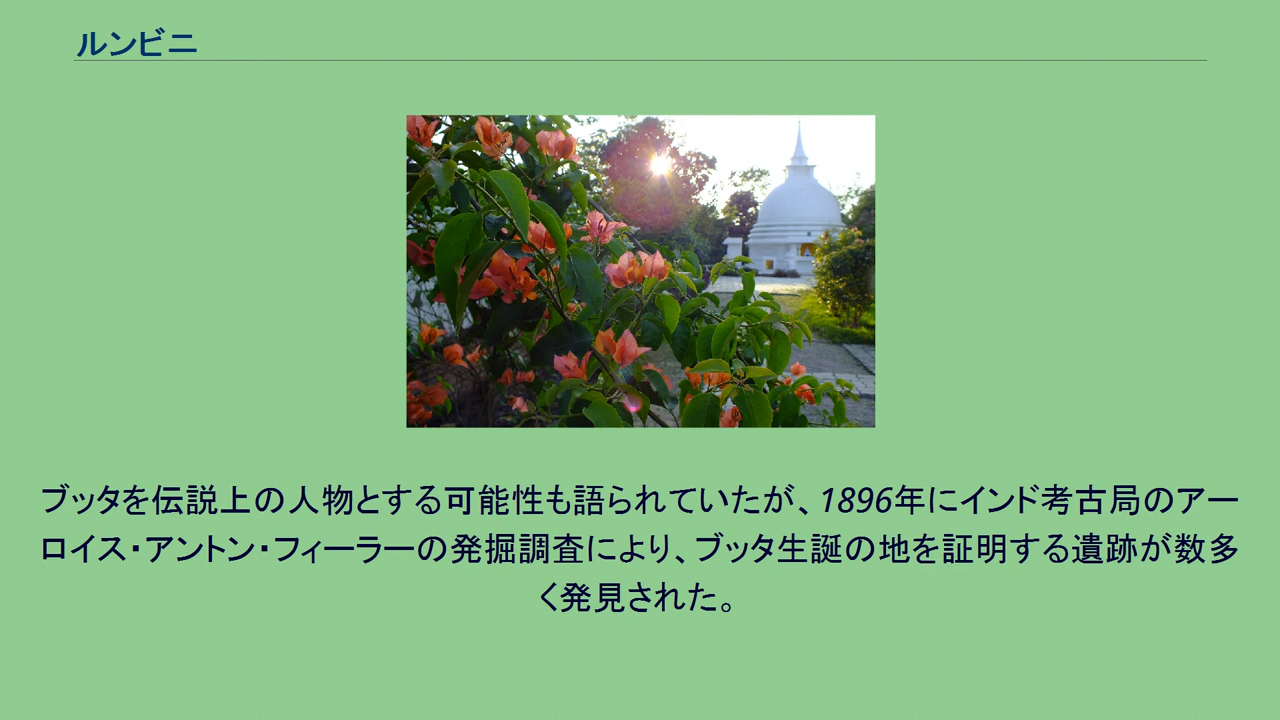 ルンビニ
ブッタを伝説上の人物とする可能性も語られていたが、1896年にインド考古局のアー
ロイス・アントン・フィーラーの発掘調査により、ブッタ生誕の地を証明する遺跡が数多
く発見された。